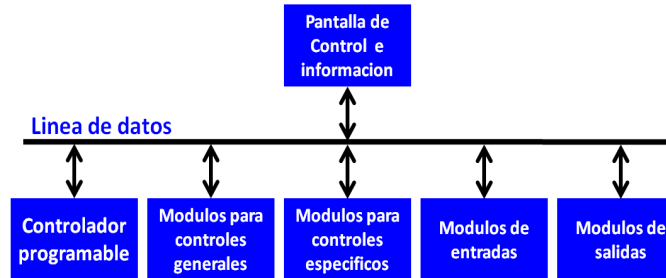 Pantalla de
Control e
informacion
Linea de datos
Controlador
programable
Modulos para
controles
generales
Modulos para
controles
especificos
Modulos de
entradas
Modulos de
salidas